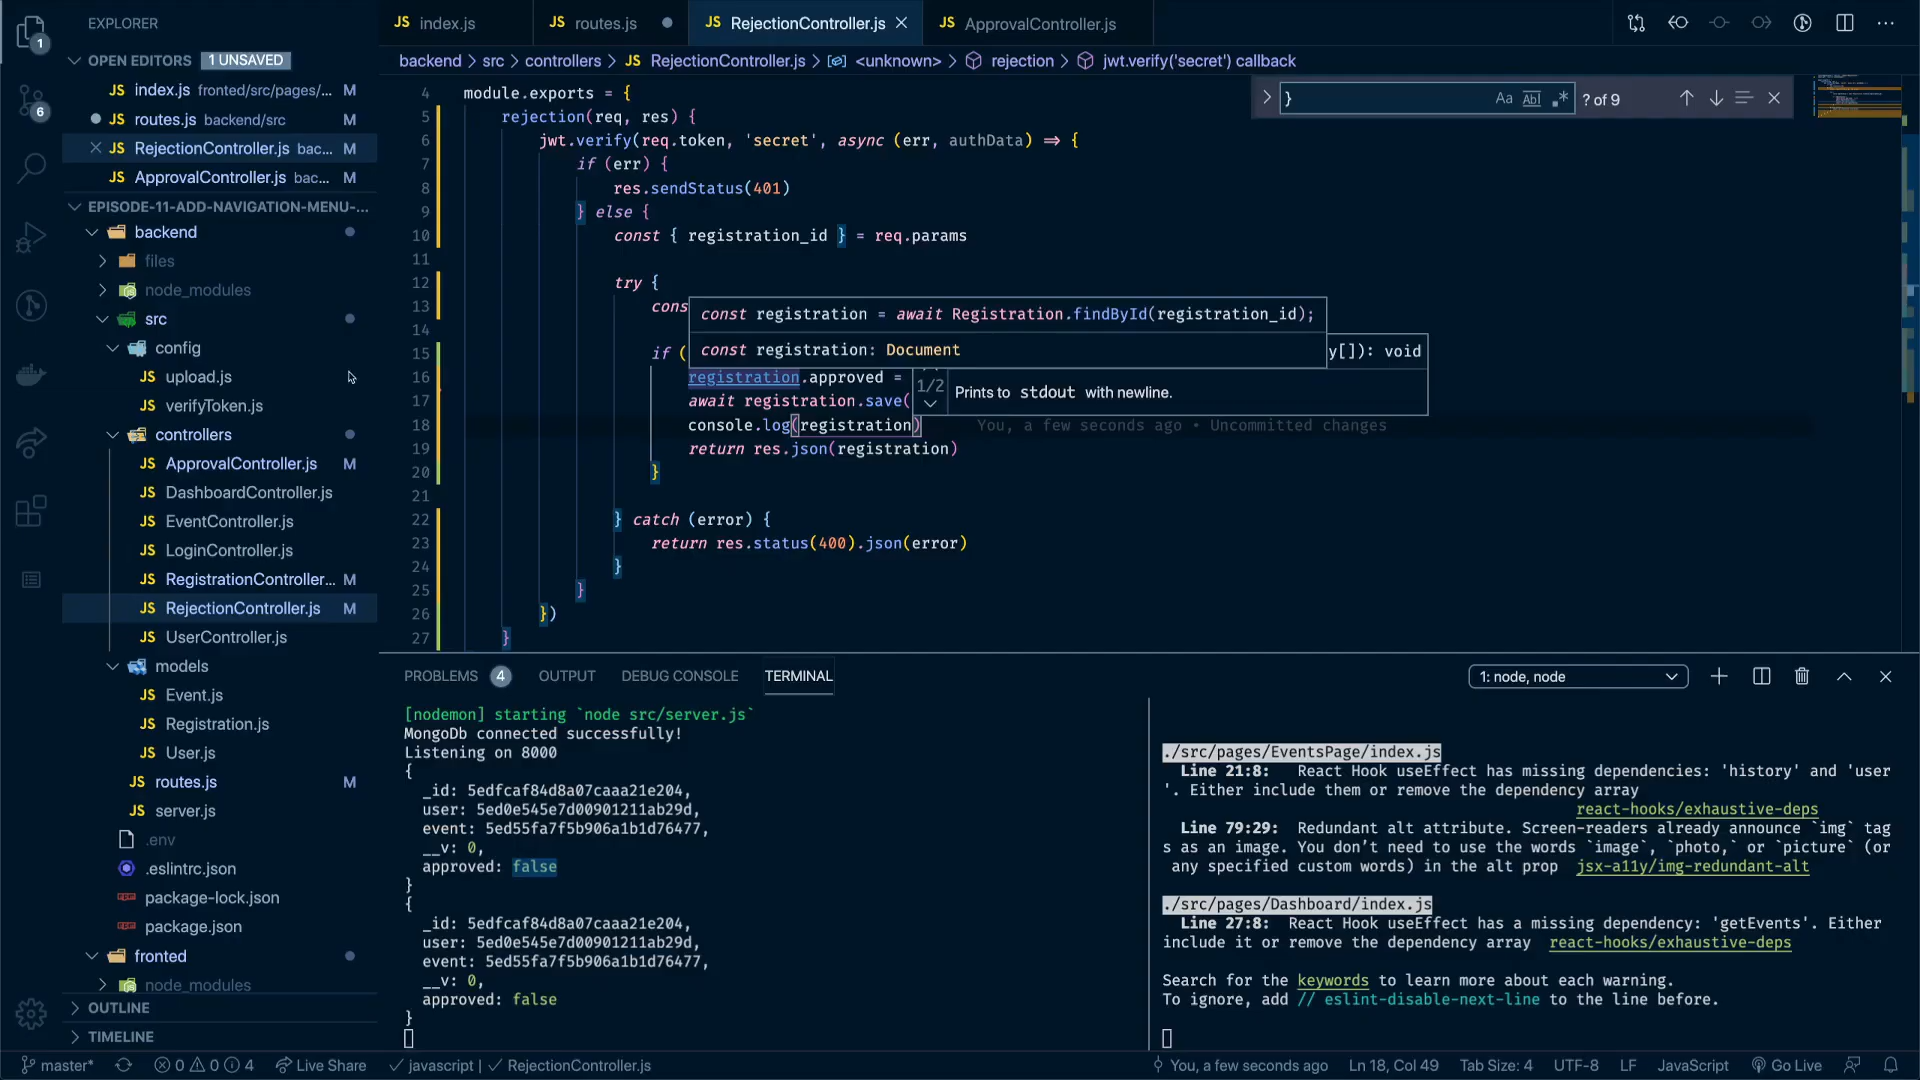 EXPLORER
OPEN EDITORS 1 UNSAVED
JS index.js fronted/src/pages/... M
JS routes.js backend/src M
JS RejectionController.js bac... M
JS ApprovalController.js bac... M
EPISODE-11-ADD-NAVIGATION-MENU-...
backend
files
node_modules
src
config
JS upload.js
JS verifyToken.js
controllers
JS ApprovalController.js M
JS DashboardController.js
JS EventController.js
JS LoginController.js
JS RegistrationController... M
JS RejectionController.js M
JS UserController.js
models
JS Event.js
JS Registration.js
JS User.js
JS routes.js M
JS server.js
.env
.eslintrc.json
package-lock.json
package.json
fronted
node_modules
OUTLINE
TIMELINE
1
6
JS index.js JS routes.js JS RejectionController.js JS ApprovalController.js
backend > src > controllers > JS RejectionController.js > <unknown> > rejection > jwt.verify('secret') callback
} Aa Abl .* ? of 9
4 module.exports = {
5 rejection(req, res) {
6 jwt.verify(req.token, 'secret', async (err, authData) => {
7 if (err) {
8 res.sendStatus(401)
9 } else {
10 const { registration_id } = req.params
11
12 try {
13 cons
const registration = await Registration.findById(registration_id);
14
const registration: Document
15 if (
y[]): void
16 registration.approved =
1/2 Prints to stdout with newline.
17 await registration.save(
18 console.log(registration) You, a few seconds ago • Uncommitted changes
19 return res.json(registration)
20 }
21
22 } catch (error) {
23 return res.status(400).json(error)
24 }
25 }
26 })
27 }
PROBLEMS 4 OUTPUT DEBUG CONSOLE TERMINAL 1: node, node
[nodemon] starting `node src/server.js`
MongoDb connected successfully!
Listening on 8000
{
_id: 5edfcaf84d8a07caaa21e204,
user: 5ed0e545e7d00901211ab29d,
event: 5ed55fa7f5b906a1b1d76477,
__v: 0,
approved: false
}
{
_id: 5edfcaf84d8a07caaa21e204,
user: 5ed0e545e7d00901211ab29d,
event: 5ed55fa7f5b906a1b1d76477,
__v: 0,
approved: false
}
./src/pages/EventsPage/index.js
Line 21:8: React Hook useEffect has missing dependencies: 'history' and 'user
'. Either include them or remove the dependency array
react-hooks/exhaustive-deps
Line 79:29: Redundant alt attribute. Screen-readers already announce `img` tag
s as an image. You don't need to use the words `image`, `photo,` or `picture` (or
any specified custom words) in the alt prop jsx-a11y/img-redundant-alt
./src/pages/Dashboard/index.js
Line 27:8: React Hook useEffect has a missing dependency: 'getEvents'. Either
include it or remove the dependency array react-hooks/exhaustive-deps
Search for the keywords to learn more about each warning.
To ignore, add // eslint-disable-next-line to the line before.
master* 0 0 4 Live Share javascript | RejectionController.js You, a few seconds ago Ln 18, Col 49 Tab Size: 4 UTF-8 LF JavaScript Go Live